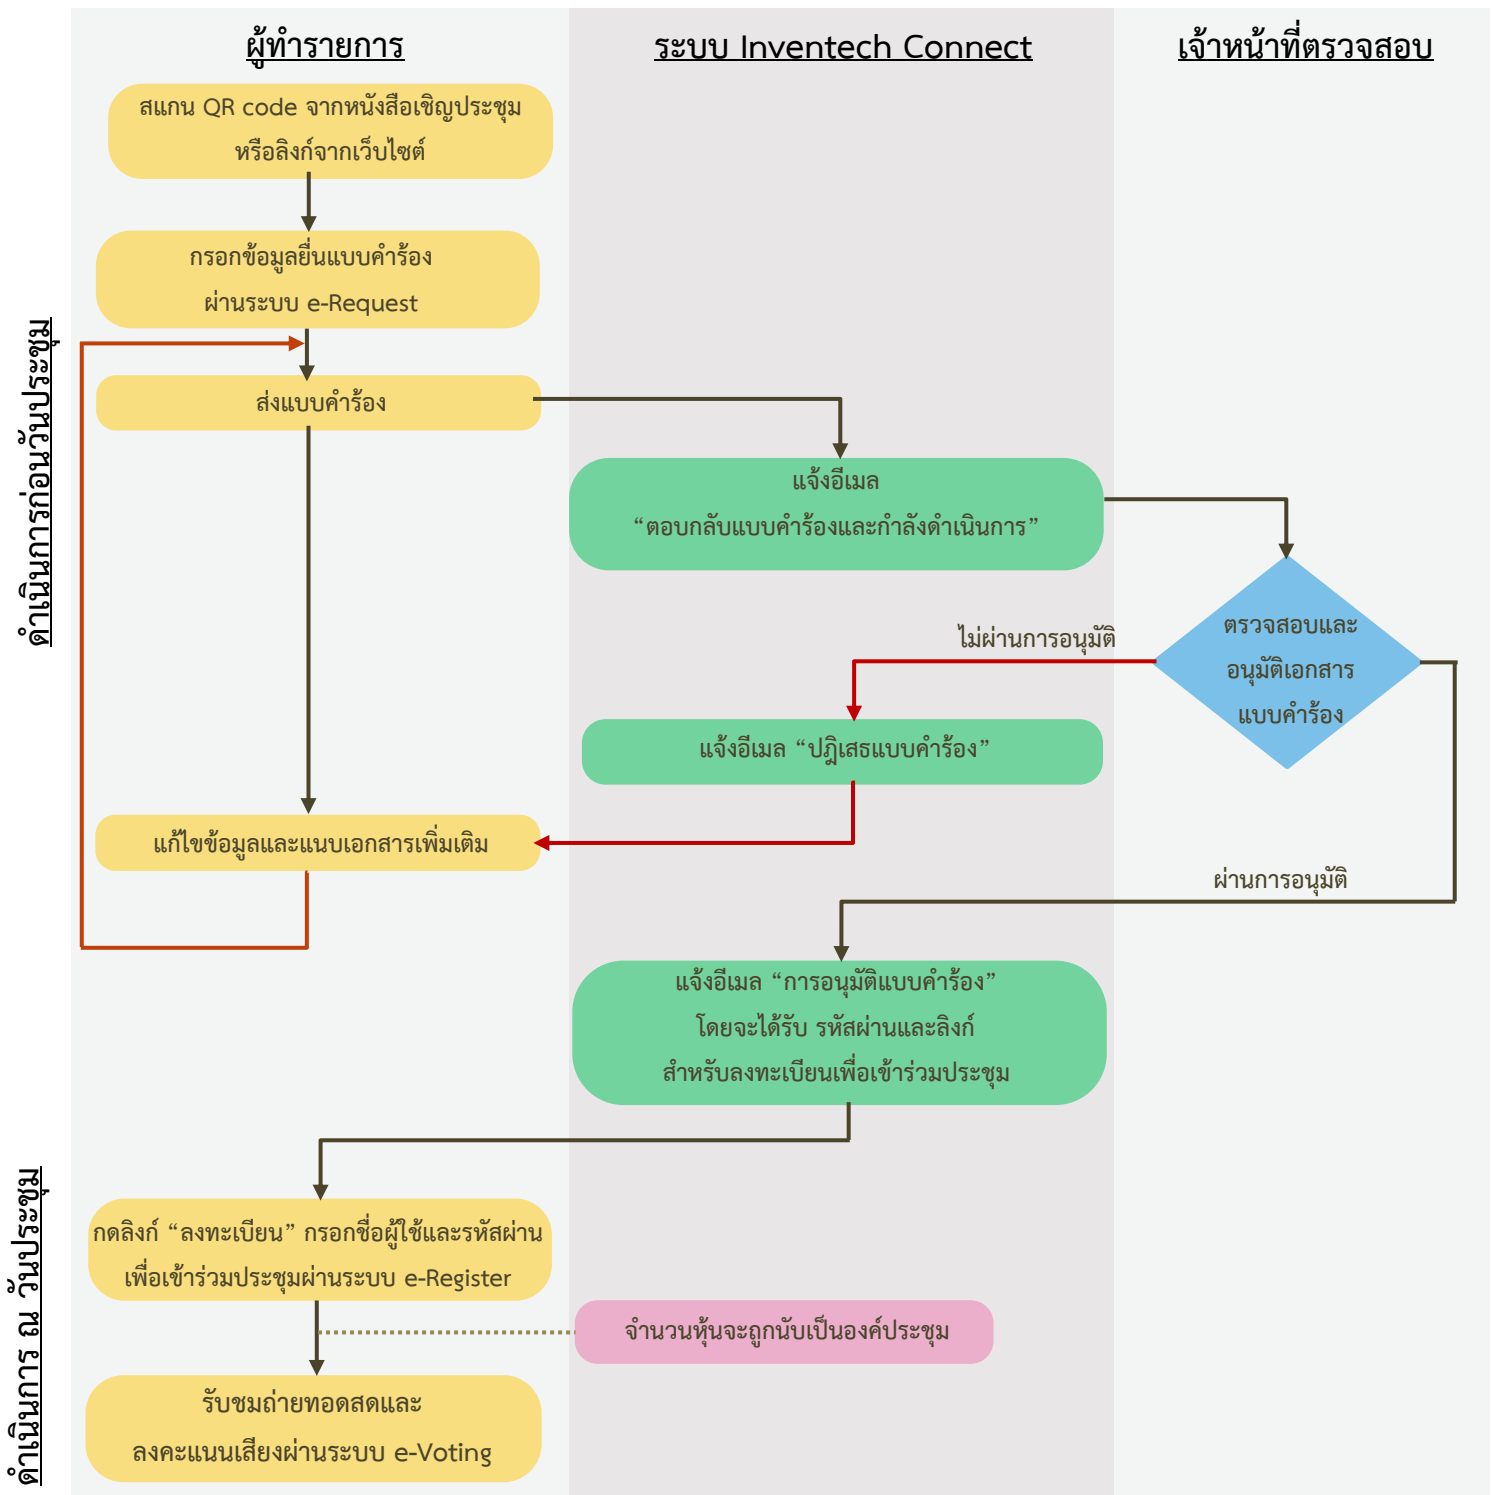 ผู้ทำรายการ
ระบบ Inventech Connect
เจ้าหน้าที่ตรวจสอบ
ดำเนินการก่อนวันประชุม
สแกน QR code จากหนังสือเชิญประชุม
หรือลิงก์จากเว็บไซต์
กรอกข้อมูลยื่นแบบคำร้อง
ผ่านระบบ e-Request
ส่งแบบคำร้อง
แจ้งอีเมล
“ตอบกลับแบบคำร้องและกำลังดำเนินการ”
ตรวจสอบและ
อนุมัติเอกสาร
แบบคำร้อง
ไม่ผ่านการอนุมัติ
แจ้งอีเมล “ปฎิเสธแบบคำร้อง”
แก้ไขข้อมูลและแนบเอกสารเพิ่มเติม
ผ่านการอนุมัติ
แจ้งอีเมล “การอนุมัติแบบคำร้อง”
โดยจะได้รับ รหัสผ่านและลิงก์
สำหรับลงทะเบียนเพื่อเข้าร่วมประชุม
ดำเนินการ ณ วันประชุม
กดลิงก์ “ลงทะเบียน” กรอกชื่อผู้ใช้และรหัสผ่าน
เพื่อเข้าร่วมประชุมผ่านระบบ e-Register
จำนวนหุ้นจะถูกนับเป็นองค์ประชุม
รับชมถ่ายทอดสดและ
ลงคะแนนเสียงผ่านระบบ e-Voting